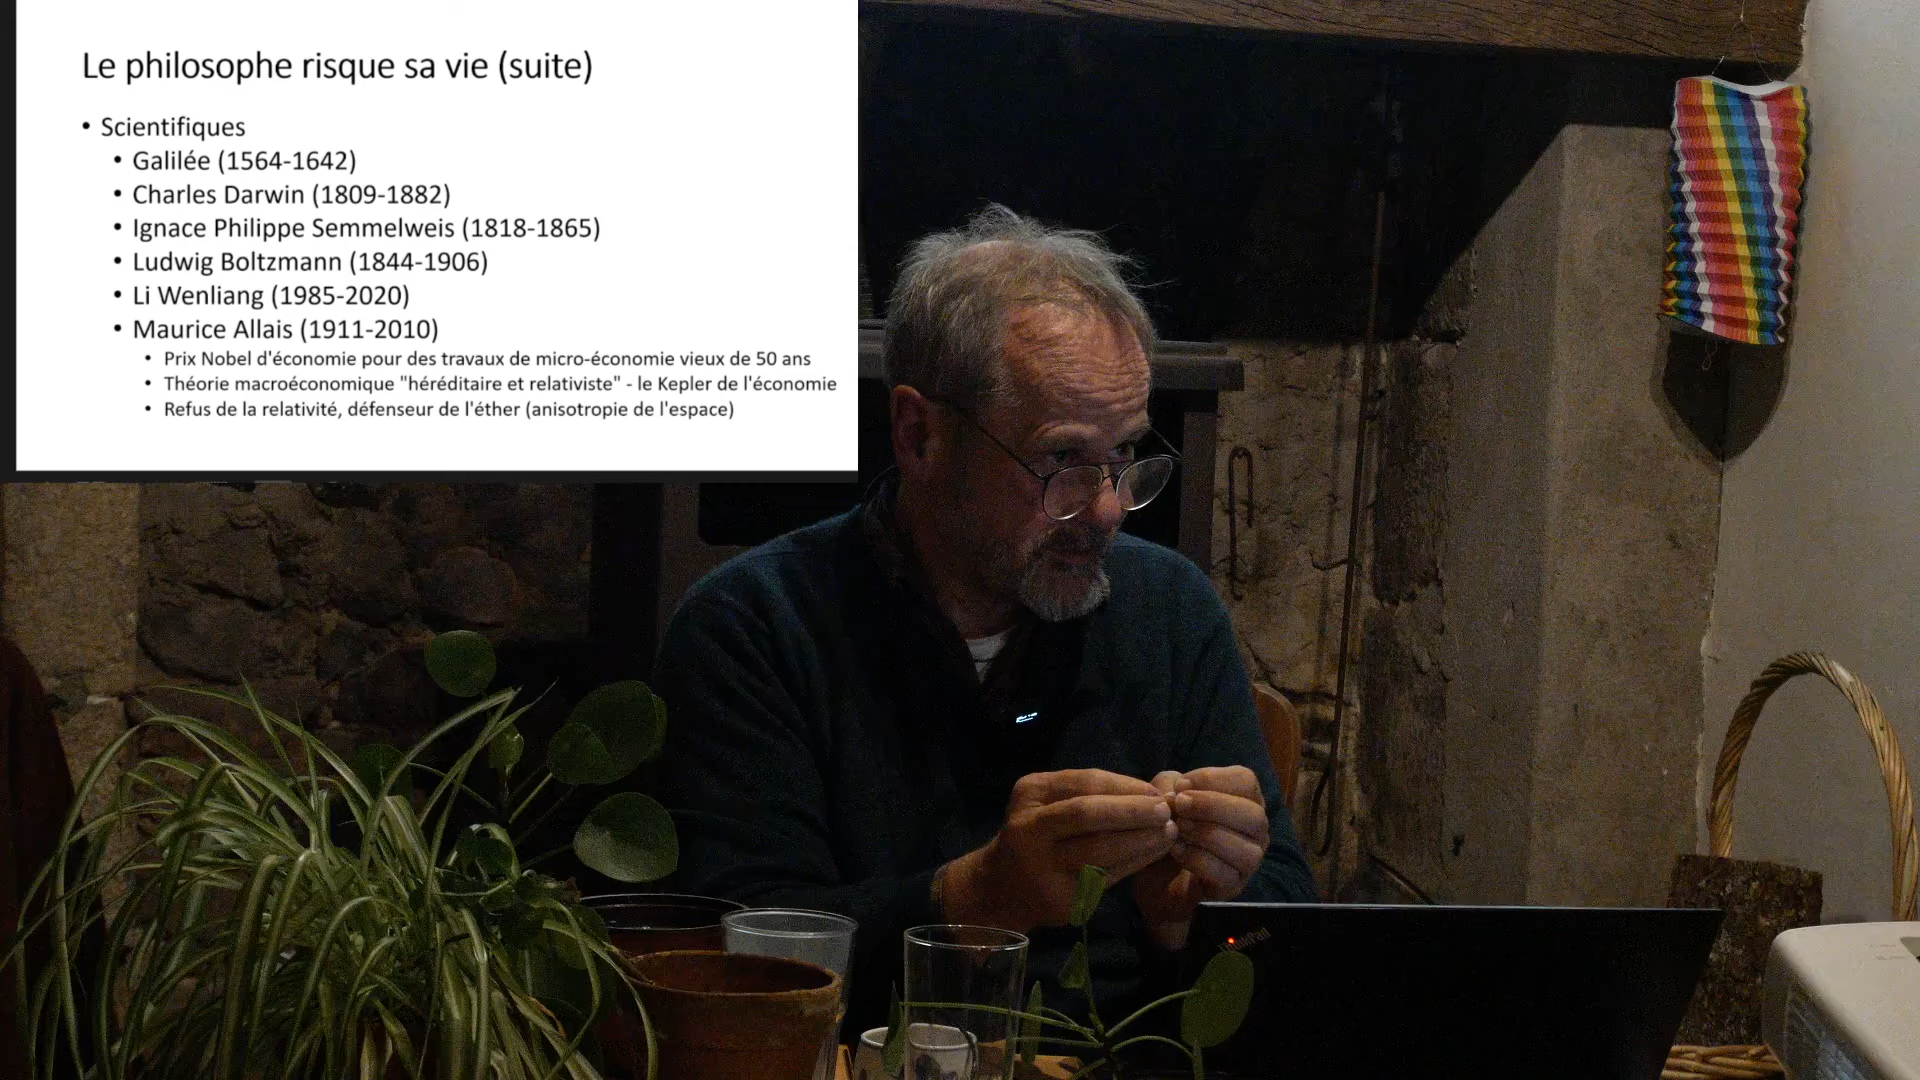 Le philosophe risque sa vie (suite)
• Scientifiques
• Galilée (1564-1642)
• Charles Darwin (1809-1882)
• Ignace Philippe Semmelweis (1818-1865)
• Ludwig Boltzmann (1844-1906)
• Li Wenliang (1985-2020)
• Maurice Allais (1911-2010)
• Prix Nobel d'économie pour des travaux de micro-économie vieux de 50 ans
• Théorie macroéconomique "héréditaire et relativiste" - le Kepler de l'économie
• Refus de la relativité, défenseur de l'éther (anisotropie de l'espace)
ThinkPad